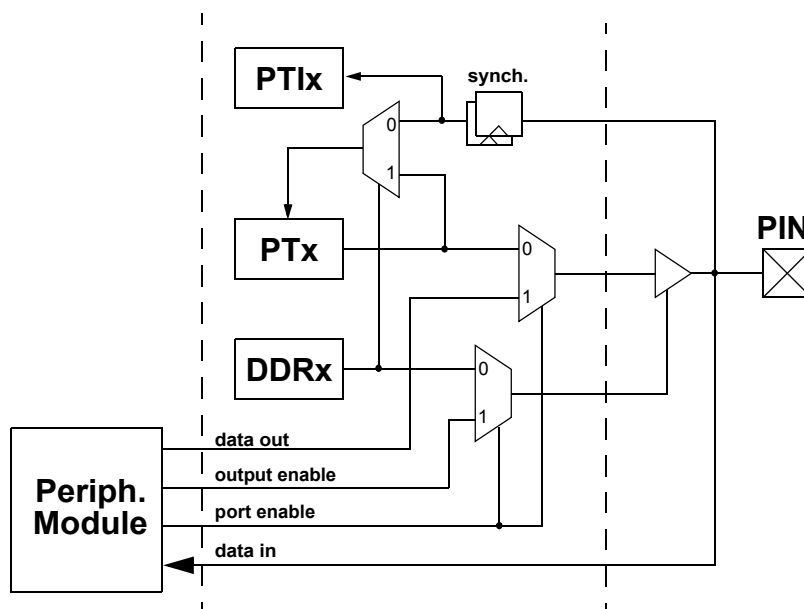 PTIx
synch.
0
1
PIN
PTx
0
1
DDRx
0
1
data out
output enable
Periph.
Module
port enable
data in